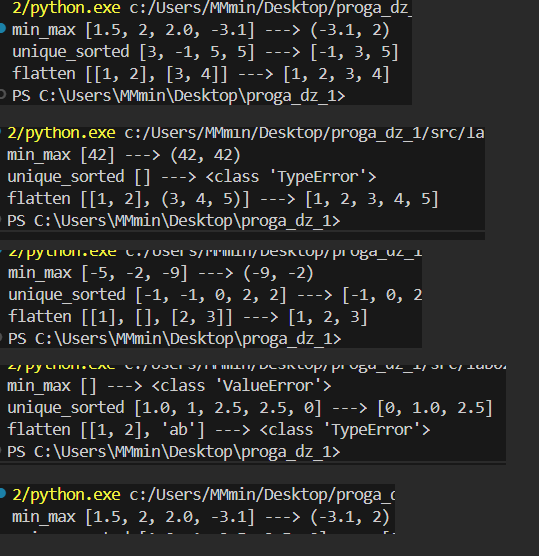 2/python.exe c:/Users/MMmin/Desktop/proga_dz_
min_max [1.5, 2, 2.0, -3.1] ---> (-3.1, 2)
unique_sorted [3, -1, 5, 5] ---> [-1, 3, 5]
flatten [[1, 2], [3, 4]] ---> [1, 2, 3, 4]
PS C:\Users\MMmin\Desktop\proga_dz_1>
2/python.exe c:/Users/MMmin/Desktop/proga_dz_1/src/la
min_max [42] ---> (42, 42)
unique_sorted [] ---> <class 'TypeError'>
flatten [[1, 2], (3, 4, 5)] ---> [1, 2, 3, 4, 5]
PS C:\Users\MMmin\Desktop\proga_dz_1>
2/python.exe c:/Users/MMmin/Desktop/proga_dz_1
min_max [-5, -2, -9] ---> (-9, -2)
unique_sorted [-1, -1, 0, 2, 2] ---> [-1, 0, 2
flatten [[1], [], [2, 3]] ---> [1, 2, 3]
PS C:\Users\MMmin\Desktop\proga_dz_1>
2/python.exe c:/Users/MMmin/Desktop/proga_dz_1/src/lab0
min_max [] ---> <class 'ValueError'>
unique_sorted [1.0, 1, 2.5, 2.5, 0] ---> [0, 1.0, 2.5]
flatten [[1, 2], 'ab'] ---> <class 'TypeError'>
PS C:\Users\MMmin\Desktop\proga_dz_1>
2/python.exe c:/Users/MMmin/Desktop/proga_
min_max [1.5, 2, 2.0, -3.1] ---> (-3.1, 2)